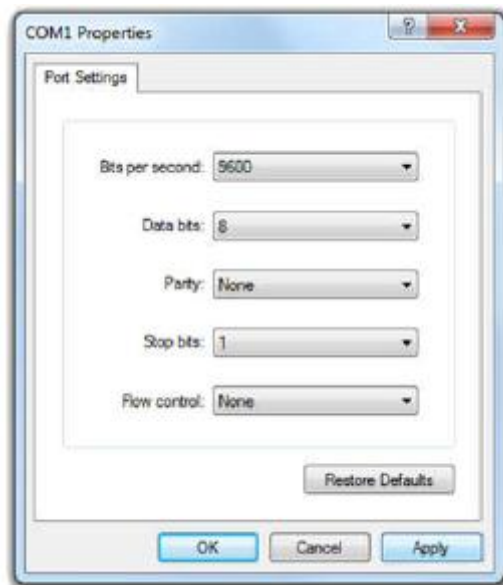 COM1 Properties
Port Settings
Bits per second: 9600
Data bits: 8
Parity: None
Stop bits: 1
Flow control: None
Restore Defaults
OK Cancel Apply